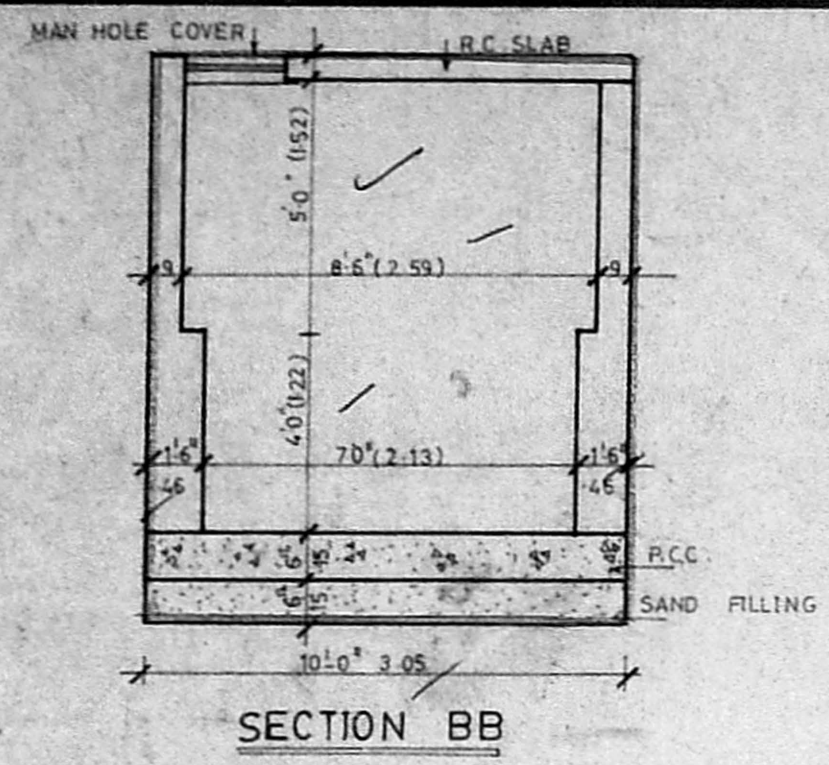 MAN HOLE COVER
R.C. SLAB
5'-0" (1.52)
9" 8'-6" (2.59) 9"
4'-0" (1.22)
1'-6" 7'-0" (2.13) 1'-6"
.46 .46
6" .15
P.C.C.
6" .15
SAND FILLING
10'-0" 3.05
SECTION BB